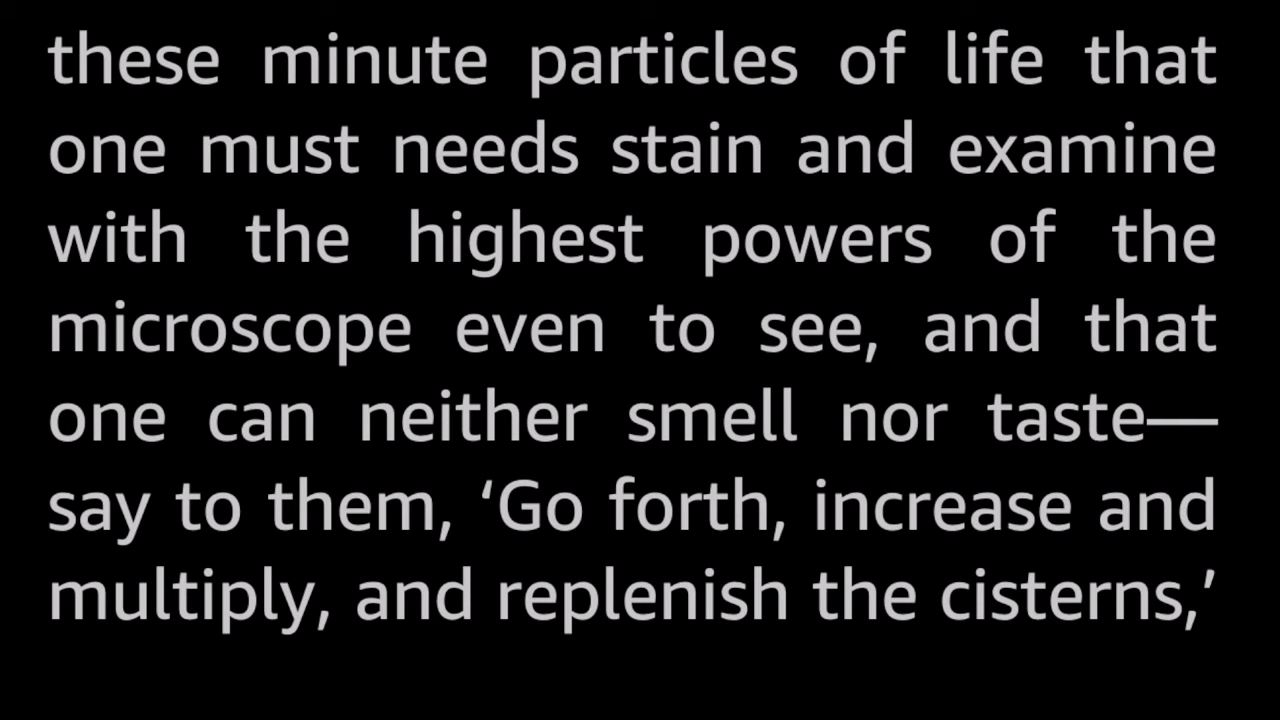 these minute particles of life that
one must needs stain and examine
with the highest powers of the
microscope even to see, and that
one can neither smell nor taste—
say to them, ‘Go forth, increase and
multiply, and replenish the cisterns,’